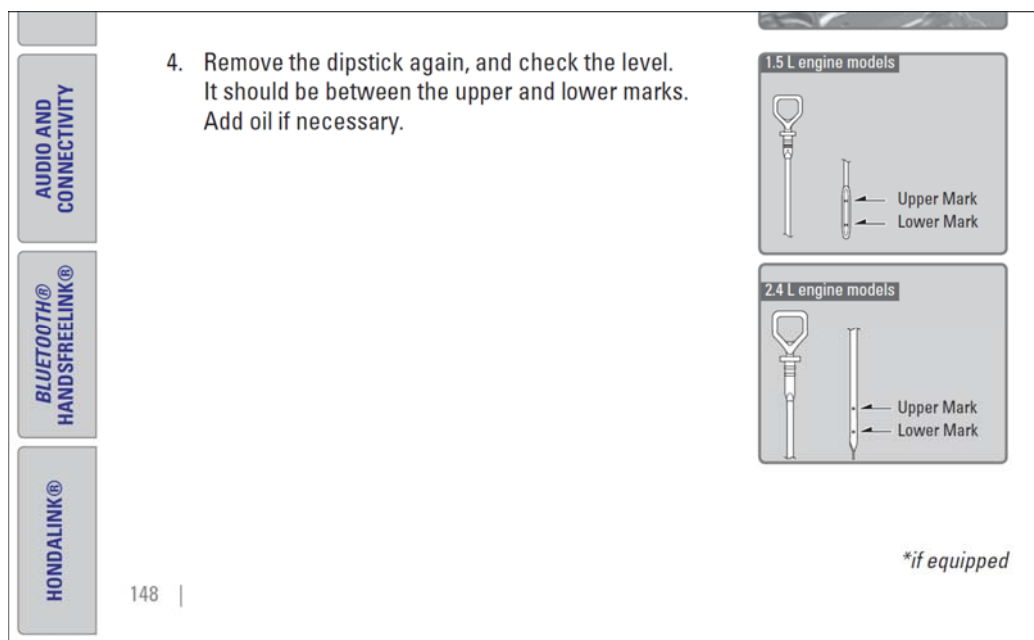 AUDIO AND
CONNECTIVITY
BLUETOOTH®
HANDSFREELINK®
HONDALINK®
4. Remove the dipstick again, and check the level.
It should be between the upper and lower marks.
Add oil if necessary.
1.5 L engine models
Upper Mark
Lower Mark
2.4 L engine models
Upper Mark
Lower Mark
*if equipped
148 |